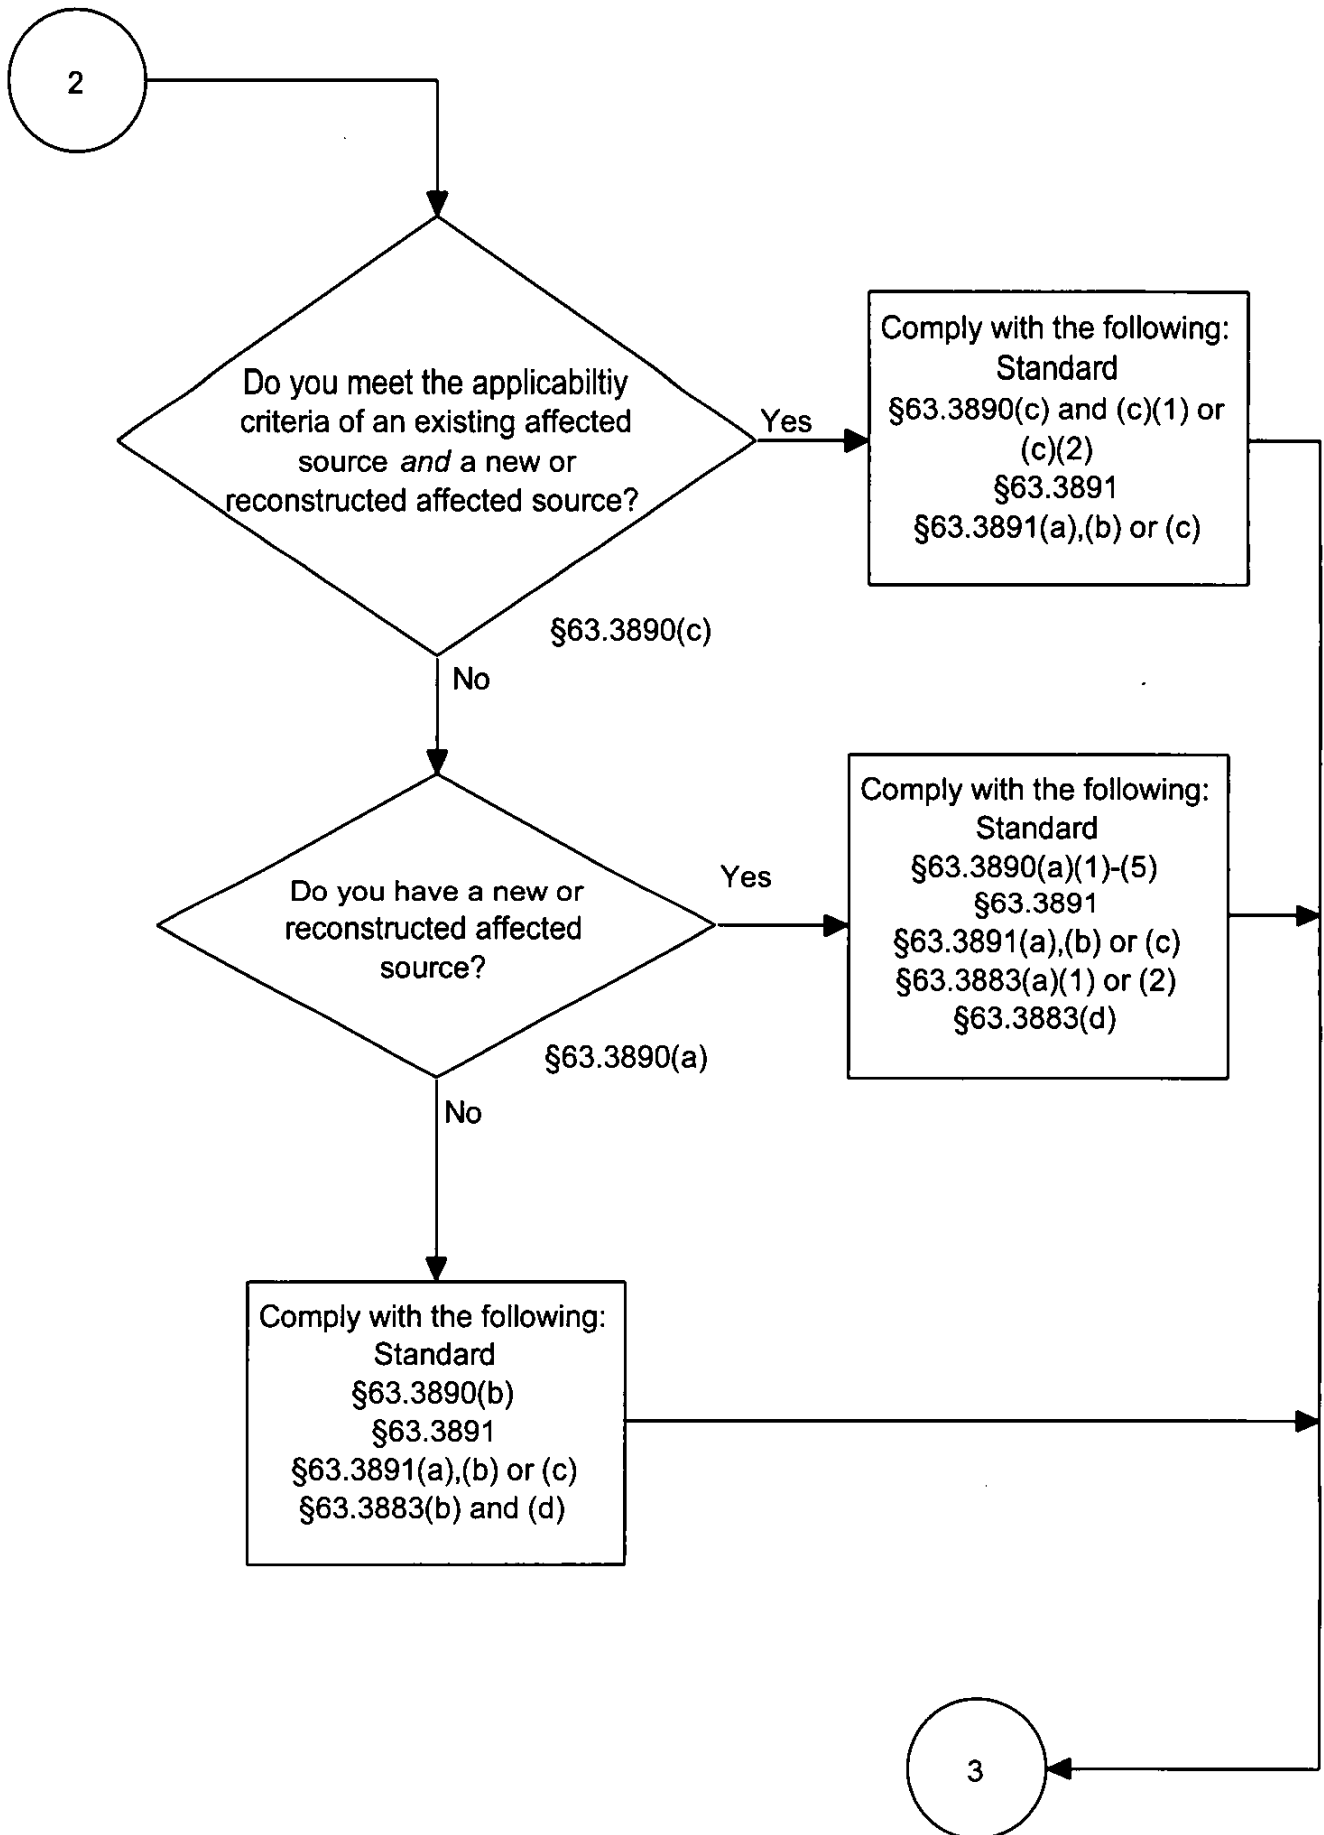 2
Do you meet the applicabiltiy
criteria of an existing affected
source and a new or
reconstructed affected source?
Yes
Comply with the following:
Standard
§63.3890(c) and (c)(1) or
(c)(2)
§63.3891
§63.3891(a),(b) or (c)
§63.3890(c)
No
Do you have a new or
reconstructed affected
source?
Yes
Comply with the following:
Standard
§63.3890(a)(1)-(5)
§63.3891
§63.3891(a),(b) or (c)
§63.3883(a)(1) or (2)
§63.3883(d)
§63.3890(a)
No
Comply with the following:
Standard
§63.3890(b)
§63.3891
§63.3891(a),(b) or (c)
§63.3883(b) and (d)
3